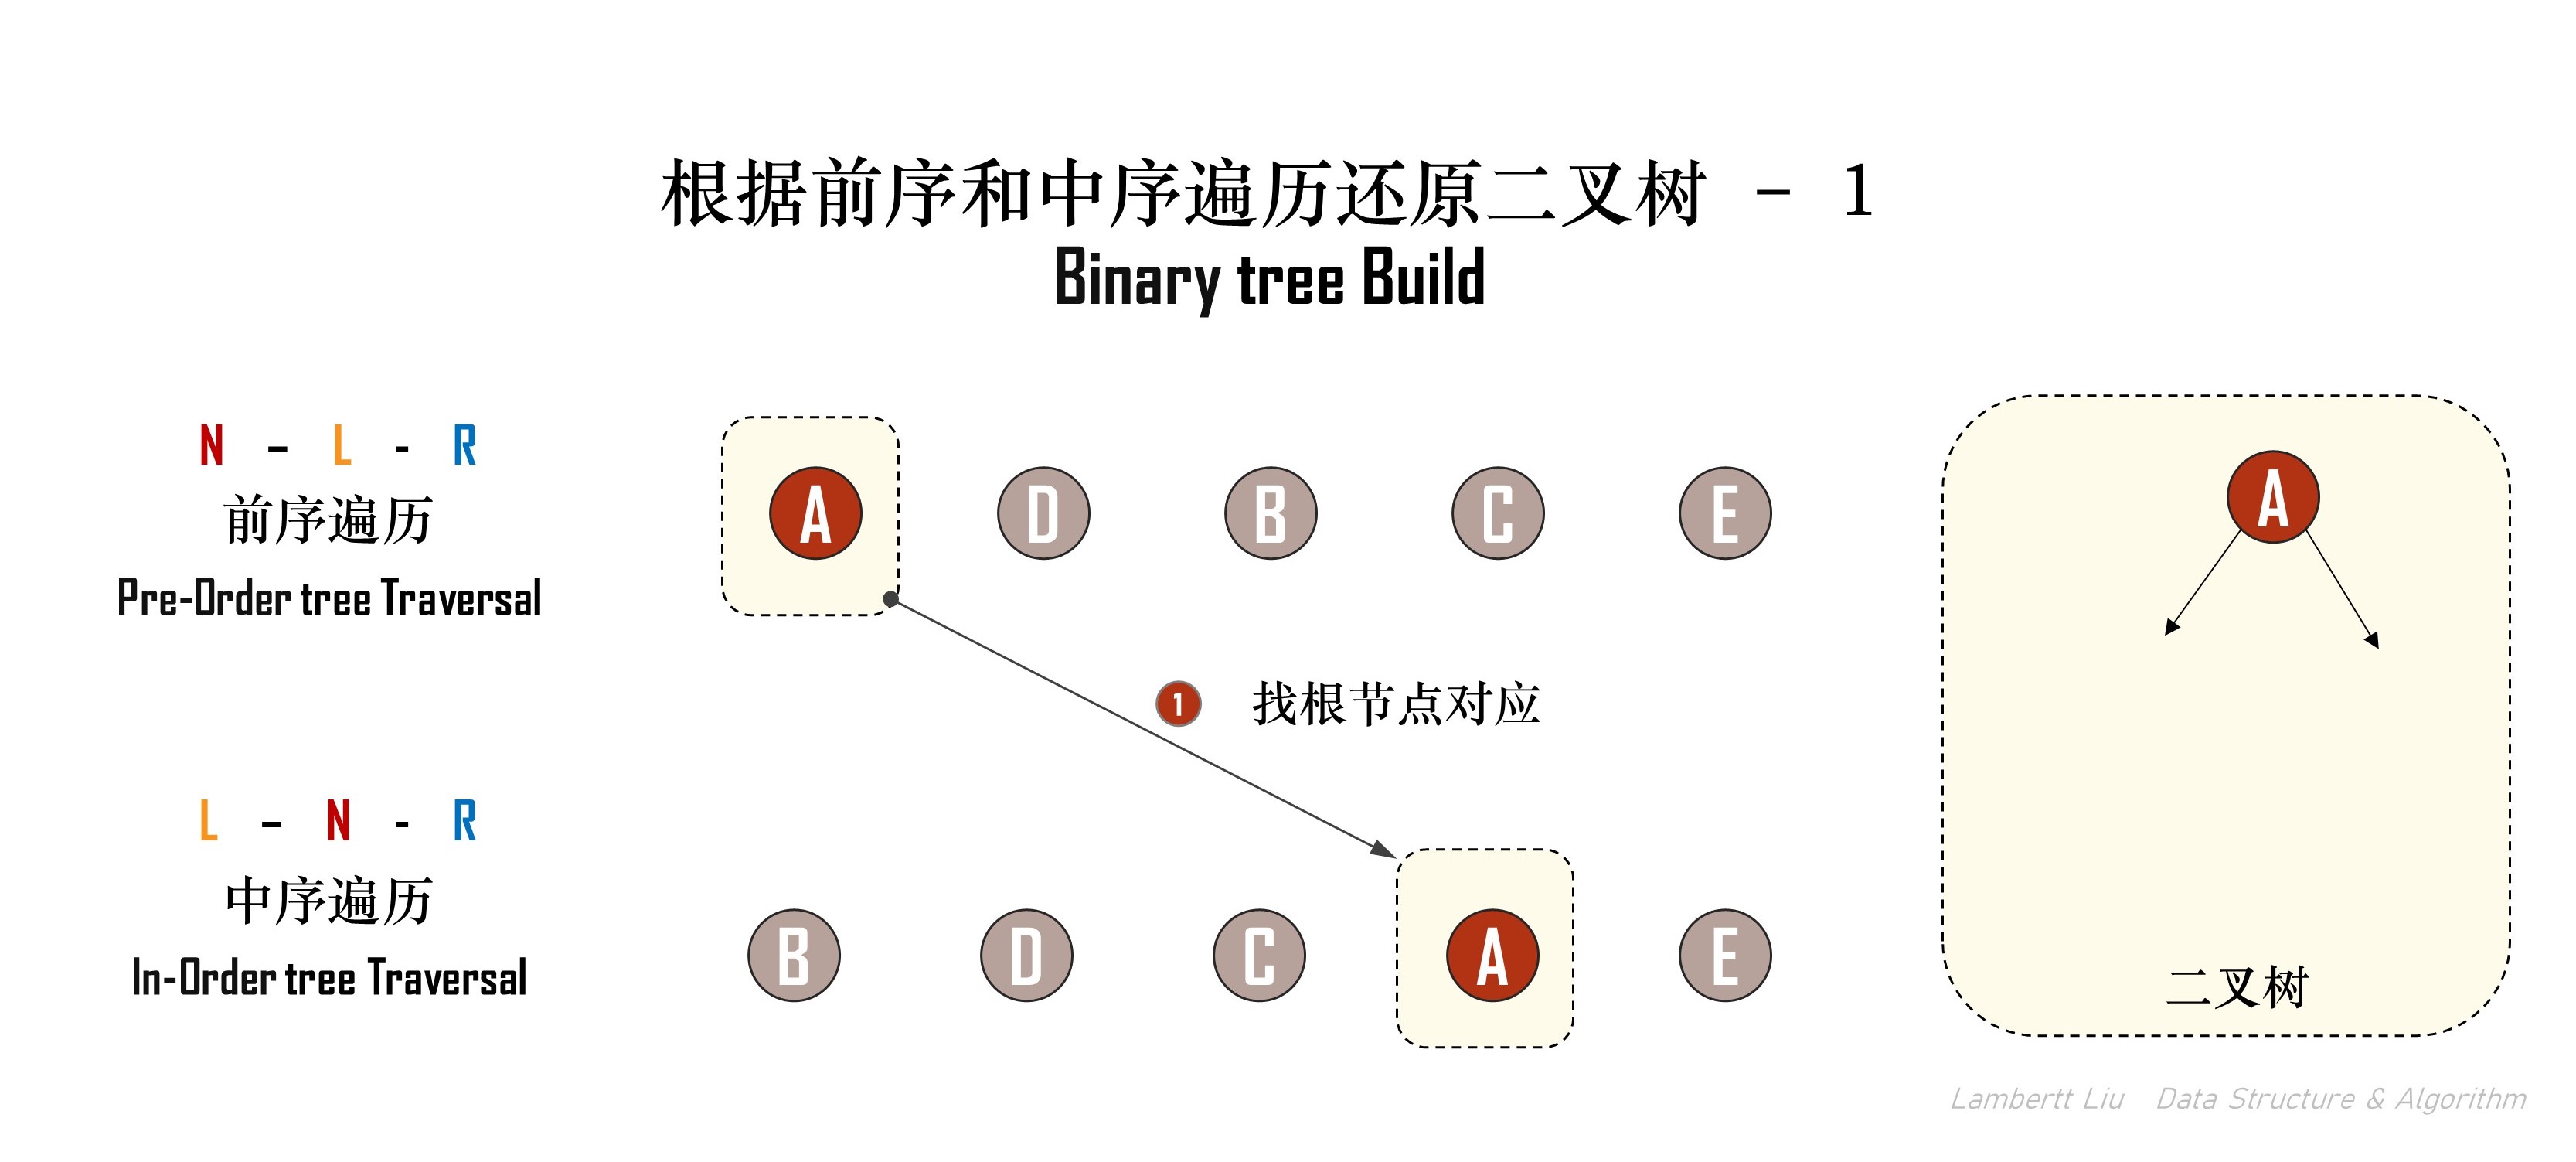 根据前序和中序遍历还原二叉树 - 1
Binary tree Build
N - L - R
前序遍历
Pre-Order tree Traversal
A D B C E
A
1 找根节点对应
L - N - R
中序遍历
In-Order tree Traversal
B D C A E
二叉树
Lambertt Liu Data Structure & Algorithm